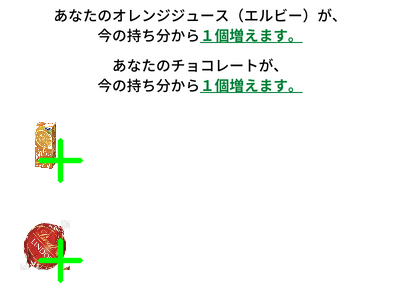 あなたのオレンジジュース（エルビー）が、
今の持ち分から１個増えます。
あなたのチョコレートが、
今の持ち分から１個増えます。
LINDT